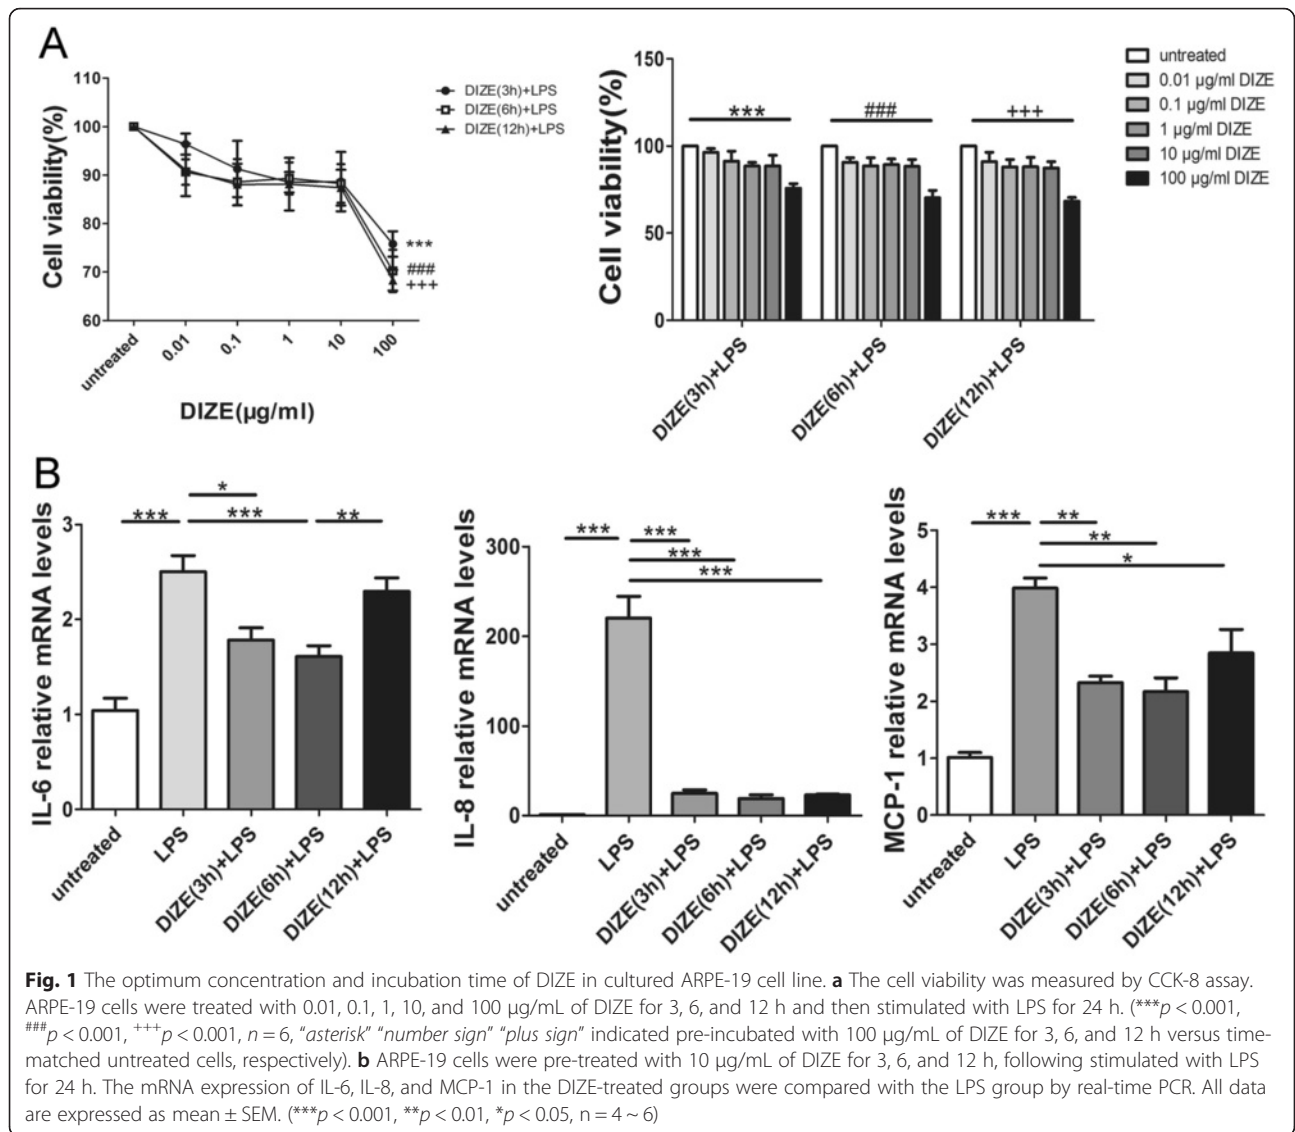 A
110
100
90
80
70
60
Cell viability(%)
DIZE(3h)+LPS
DIZE(6h)+LPS
DIZE(12h)+LPS
***
###
+++
untreated
0.01
0.1
1
10
100
DIZE(µg/ml)
150
100
50
0
Cell viability(%)
***
###
+++
DIZE(3h)+LPS
DIZE(6h)+LPS
DIZE(12h)+LPS
untreated
0.01 µg/ml DIZE
0.1 µg/ml DIZE
1 µg/ml DIZE
10 µg/ml DIZE
100 µg/ml DIZE
B
IL-6 relative mRNA levels
3
2
1
0
*
***
***
**
untreated
LPS
DIZE(3h)+LPS
DIZE(6h)+LPS
DIZE(12h)+LPS
IL-8 relative mRNA levels
300
200
100
0
***
***
***
***
untreated
LPS
DIZE(3h)+LPS
DIZE(6h)+LPS
DIZE(12h)+LPS
MCP-1 relative mRNA levels
5
4
3
2
1
0
***
**
**
*
untreated
LPS
DIZE(3h)+LPS
DIZE(6h)+LPS
DIZE(12h)+LPS
Fig. 1 The optimum concentration and incubation time of DIZE in cultured ARPE-19 cell line. a The cell viability was measured by CCK-8 assay.
ARPE-19 cells were treated with 0.01, 0.1, 1, 10, and 100 µg/mL of DIZE for 3, 6, and 12 h and then stimulated with LPS for 24 h. (***p < 0.001,
###p < 0.001, +++p < 0.001, n = 6, “asterisk” “number sign” “plus sign” indicated pre-incubated with 100 µg/mL of DIZE for 3, 6, and 12 h versus time-
matched untreated cells, respectively). b ARPE-19 cells were pre-treated with 10 µg/mL of DIZE for 3, 6, and 12 h, following stimulated with LPS
for 24 h. The mRNA expression of IL-6, IL-8, and MCP-1 in the DIZE-treated groups were compared with the LPS group by real-time PCR. All data
are expressed as mean ± SEM. (***p < 0.001, **p < 0.01, *p < 0.05, n = 4 ~ 6)